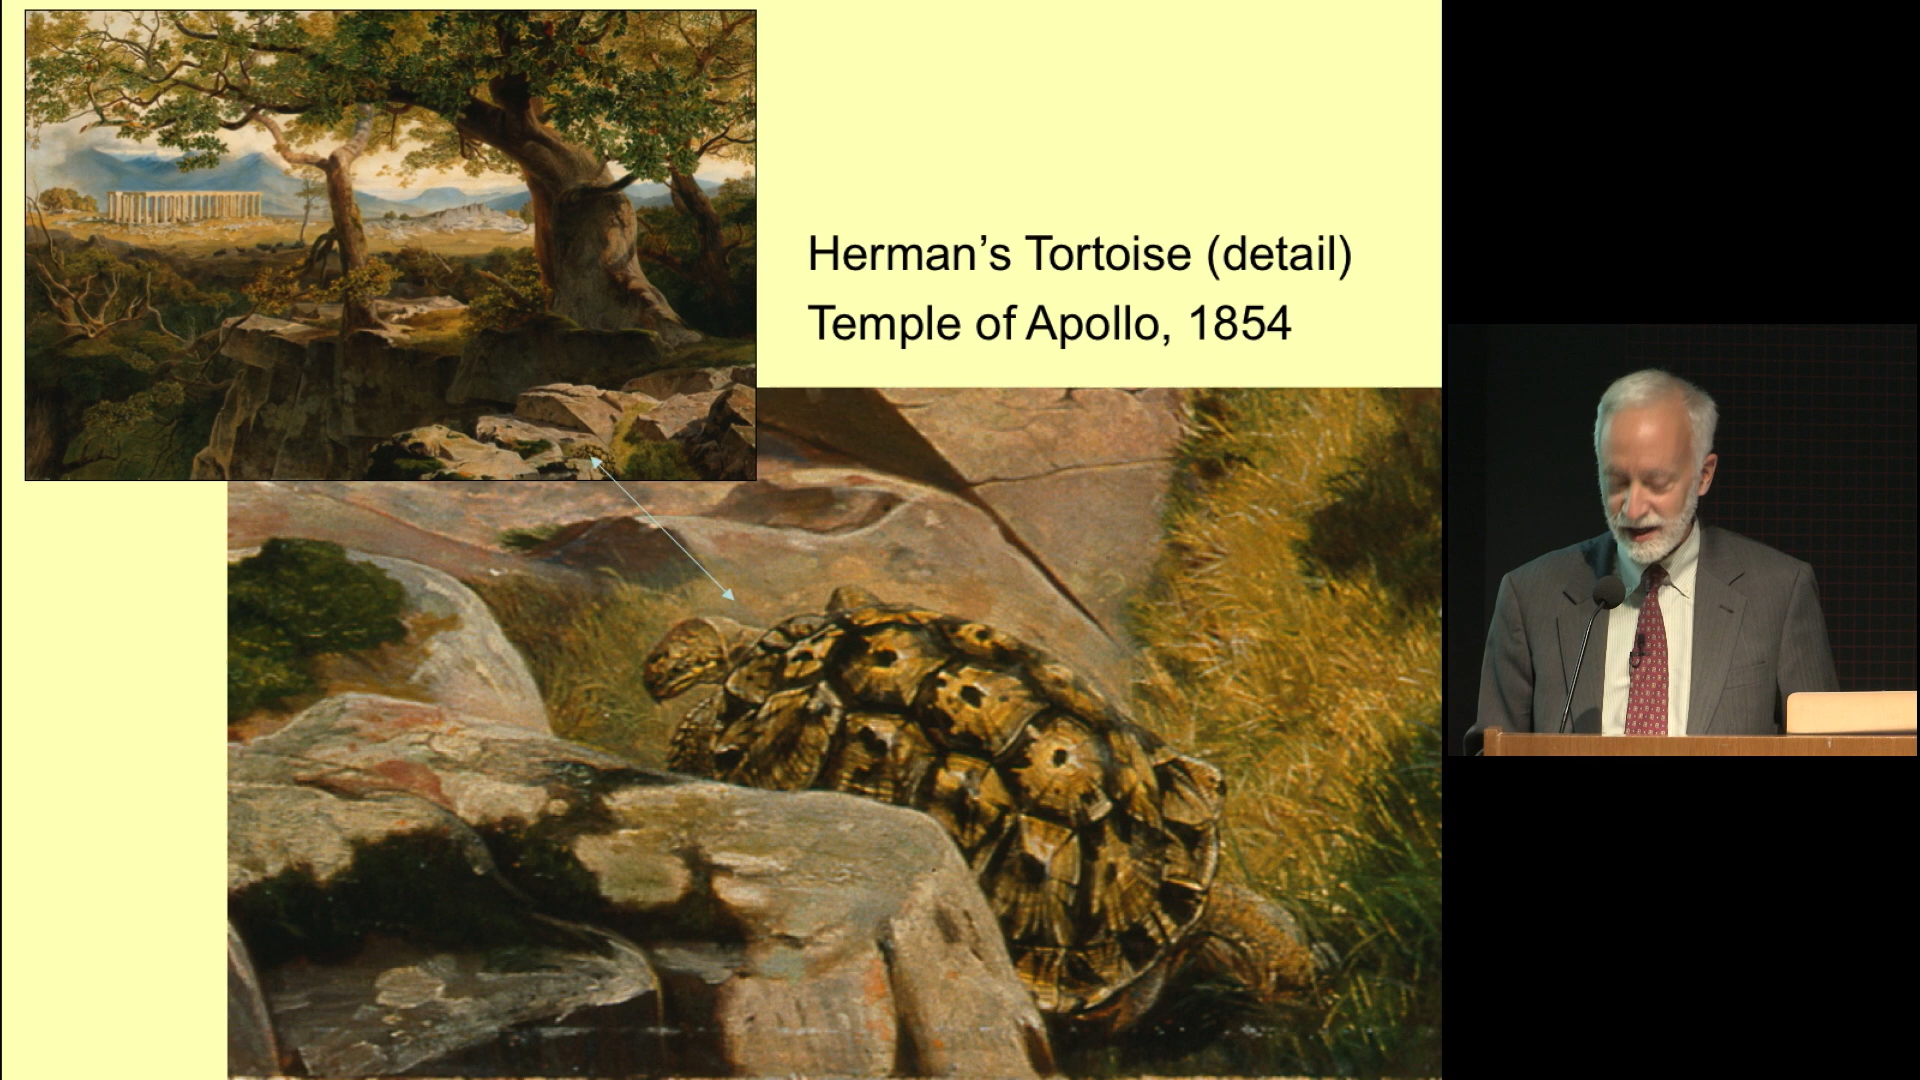 Herman’s Tortoise (detail)
Temple of Apollo, 1854